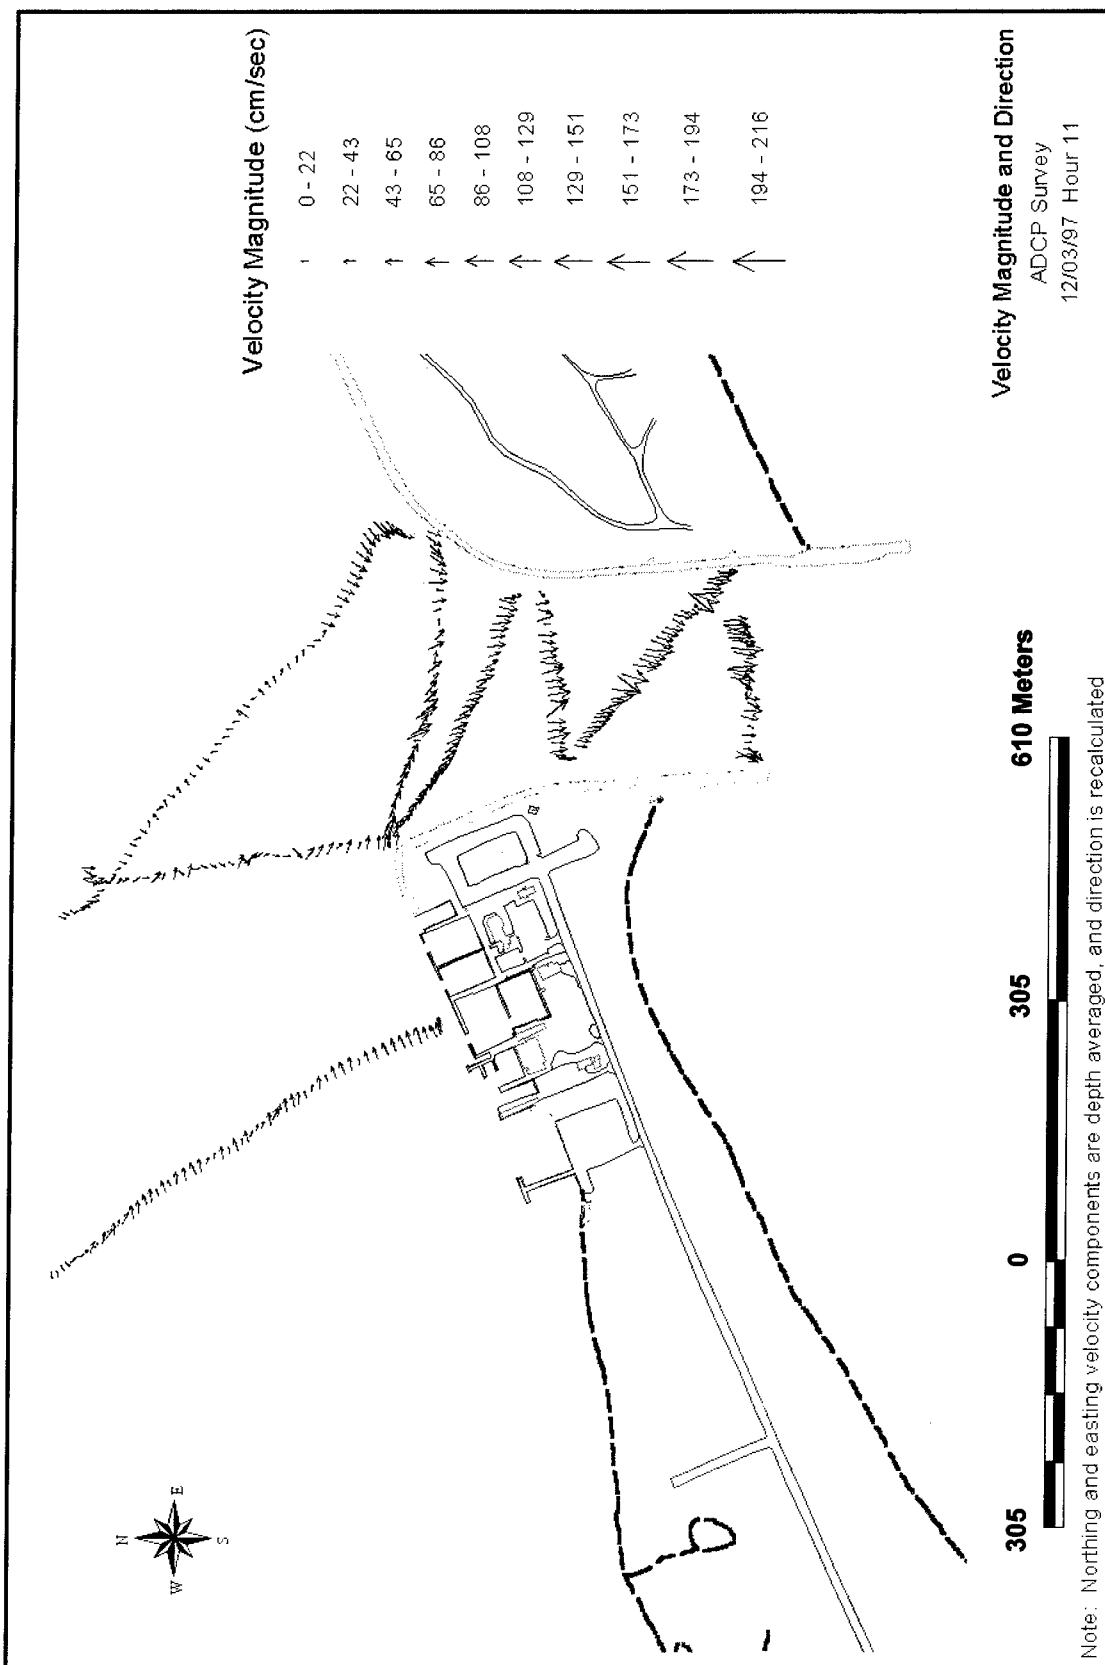 N
W
E
S
Velocity Magnitude (cm/sec)
0 - 22
22 - 43
43 - 65
65 - 86
86 - 108
108 - 129
129 - 151
151 - 173
173 - 194
194 - 216
Velocity Magnitude and Direction
ADCP Survey
12/03/97 Hour 11
305 0 305 610 Meters
Note: Northing and easting velocity components are depth averaged, and direction is recalculated